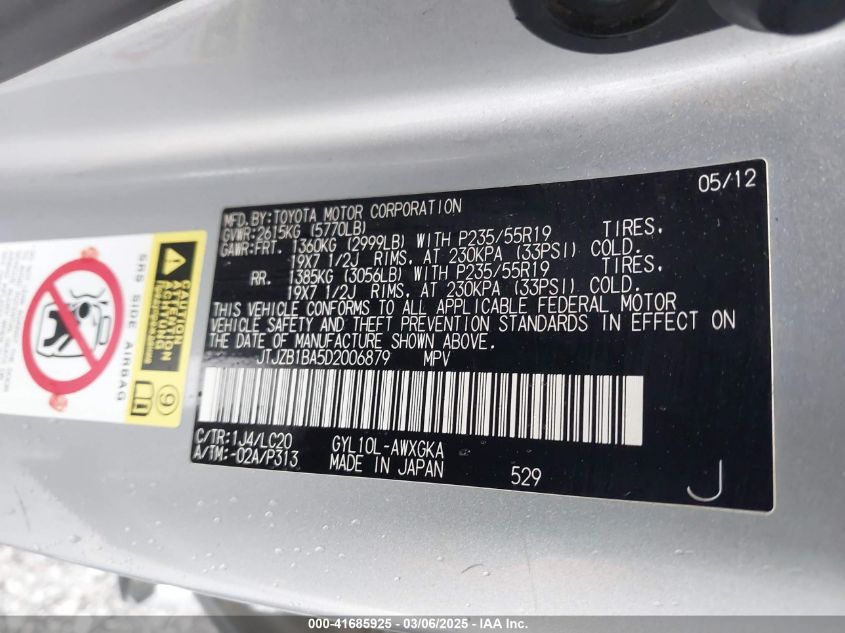 05/12
MFD.BY:TOYOTA MOTOR CORPORATION
GVWR:2615KG (5770LB)
GAWR:FRT. 1360KG (2999LB) WITH P235/55R19 TIRES,
19X7 1/2J RIMS, AT 230KPA (33PSI) COLD.
RR. 1385KG (3056LB) WITH P235/55R19 TIRES,
19X7 1/2J RIMS, AT 230KPA (33PSI) COLD.
THIS VEHICLE CONFORMS TO ALL APPLICABLE FEDERAL MOTOR
VEHICLE SAFETY AND THEFT PREVENTION STANDARDS IN EFFECT ON
THE DATE OF MANUFACTURE SHOWN ABOVE.
JTJZB1BA5D2006879 MPV
C/TR:1J4/LC20 GYL10L-AWXGKA
A/TM:-02A/P313 MADE IN JAPAN 529
J
SRS SIDE AIRBAG
CAUTION
ATTENTION
9
000-41685925 - 03/06/2025 - IAA Inc.